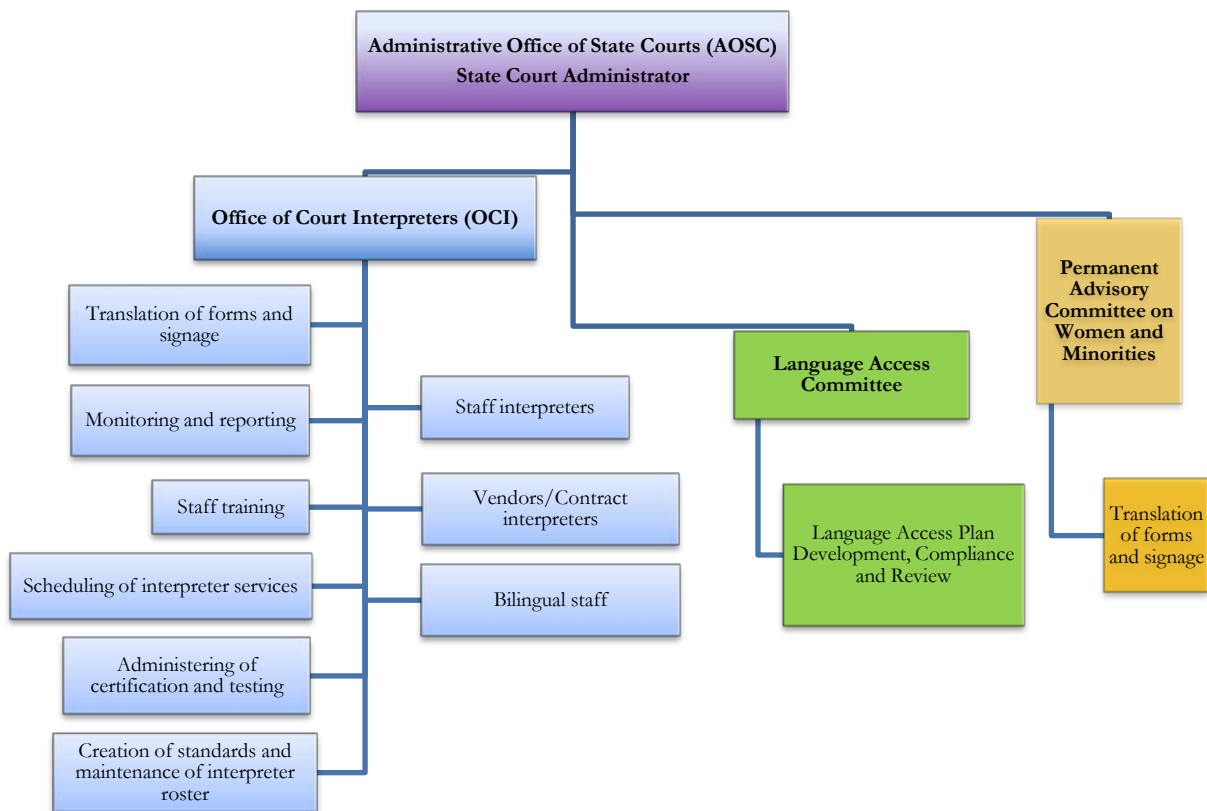 Administrative Office of State Courts (AOSC)
State Court Administrator
Office of Court Interpreters (OCI)
Permanent
Advisory
Committee on
Women and
Minorities
Language Access
Committee
Translation of forms and
signage
Staff interpreters
Monitoring and reporting
Staff training
Vendors/Contract
interpreters
Scheduling of interpreter services
Bilingual staff
Administering of
certification and testing
Creation of standards and
maintenance of interpreter
roster
Language Access Plan
Development, Compliance
and Review
Translation
of forms
and signage